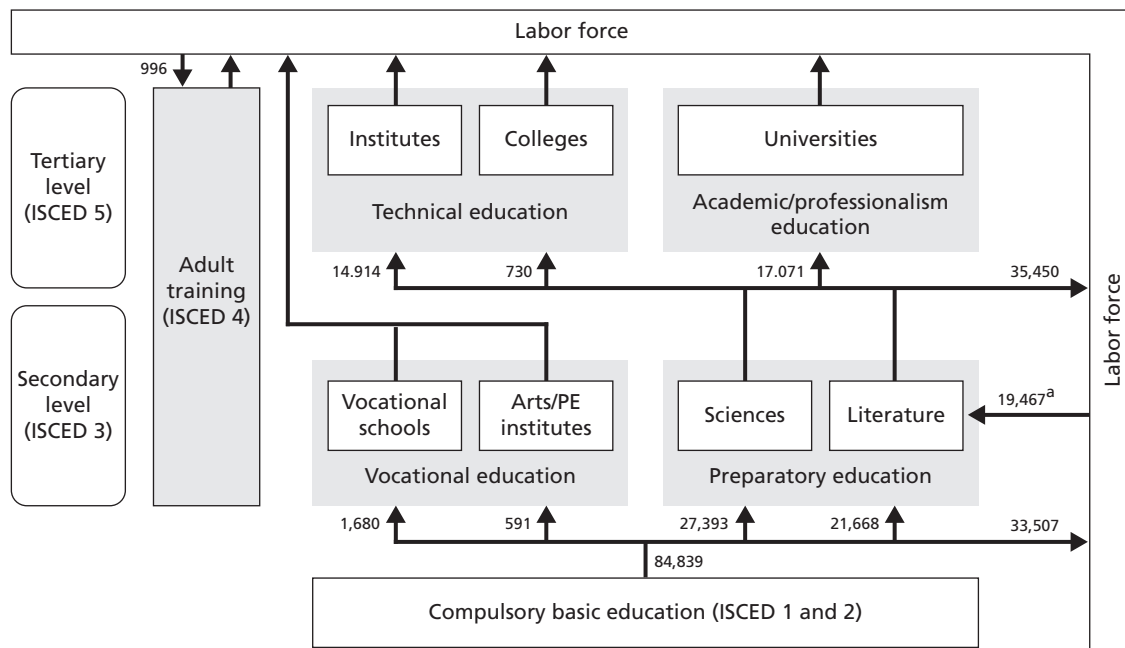 Labor force
996
Institutes
Colleges
Universities
Tertiary
level
(ISCED 5)
Technical education
Academic/professionalism
education
Adult
training
(ISCED 4)
14.914
730
17.071
35,450
Labor force
Secondary
level
(ISCED 3)
Vocational
schools
Arts/PE
institutes
Sciences
Literature
19,467a
Vocational education
Preparatory education
1,680
591
27,393
21,668
33,507
84,839
Compulsory basic education (ISCED 1 and 2)